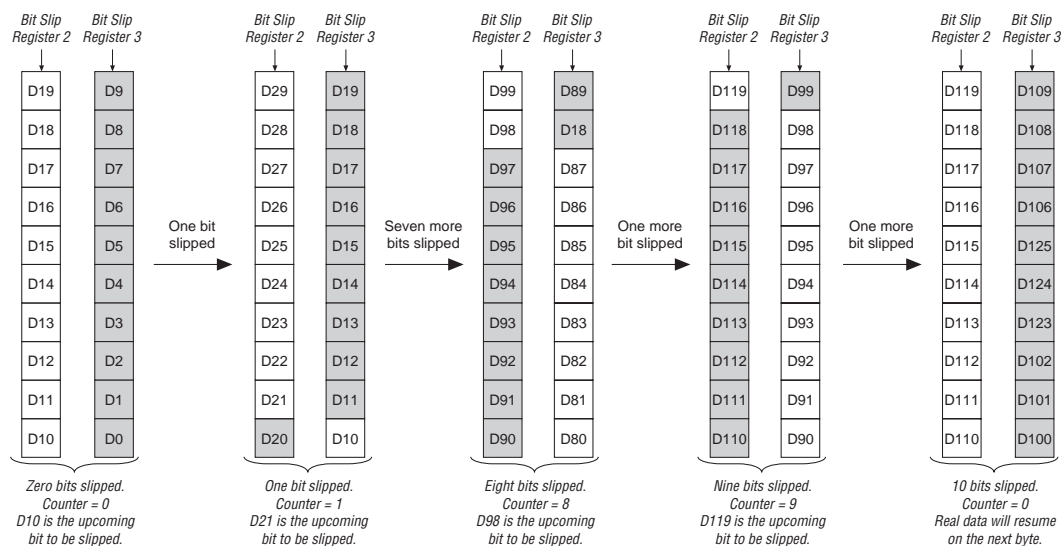 Bit Slip Register 2 Bit Slip Register 3
D19 D9
D18 D8
D17 D7
D16 D6
D15 D5
D14 D4
D13 D3
D12 D2
D11 D1
D10 D0
Zero bits slipped.
Counter = 0
D10 is the upcoming
bit to be slipped.
One bit
slipped
Bit Slip Register 2 Bit Slip Register 3
D29 D19
D28 D18
D27 D17
D26 D16
D25 D15
D24 D14
D23 D13
D22 D12
D21 D11
D20 D10
One bit slipped.
Counter = 1
D21 is the upcoming
bit to be slipped.
Seven more
bits slipped
Bit Slip Register 2 Bit Slip Register 3
D99 D89
D98 D18
D97 D87
D96 D86
D95 D85
D94 D84
D93 D83
D92 D82
D91 D81
D90 D80
Eight bits slipped.
Counter = 8
D98 is the upcoming
bit to be slipped.
One more
bit slipped
Bit Slip Register 2 Bit Slip Register 3
D119 D99
D118 D98
D117 D97
D116 D96
D115 D95
D114 D94
D113 D93
D112 D92
D111 D91
D110 D90
Nine bits slipped.
Counter = 9
D119 is the upcoming
bit to be slipped.
One more
bit slipped
Bit Slip Register 2 Bit Slip Register 3
D119 D109
D118 D108
D117 D107
D116 D106
D115 D125
D114 D124
D113 D123
D112 D102
D111 D101
D110 D100
10 bits slipped.
Counter = 0
Real data will resume
on the next byte.